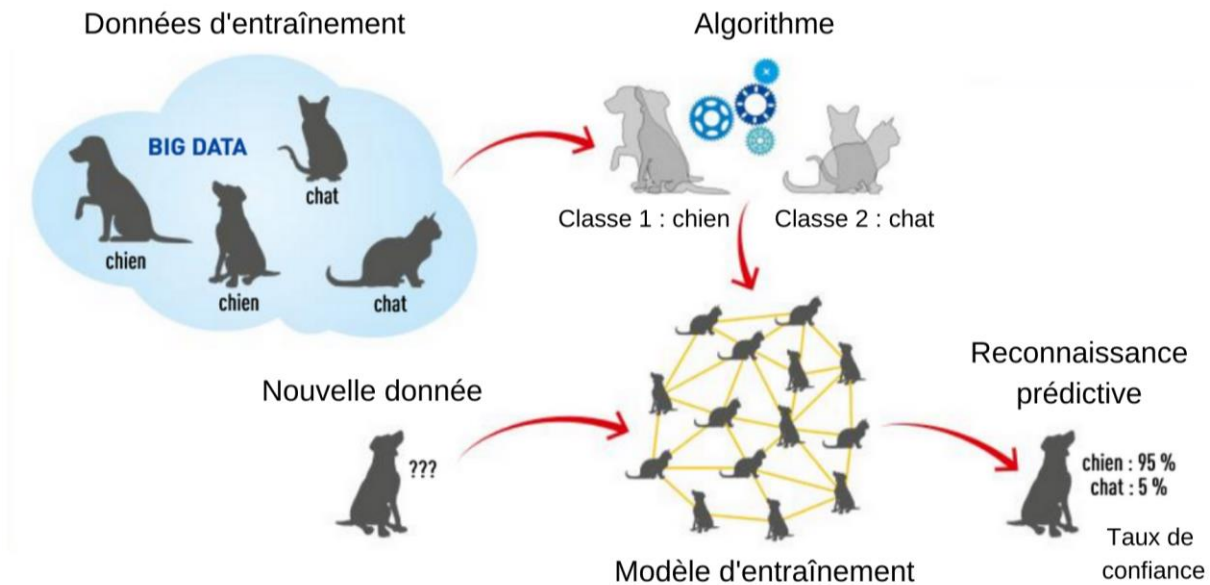 Données d'entraînement
BIG DATA
chat
chien
chien
chat
Algorithme
Classe 1 : chien
Classe 2 : chat
Nouvelle donnée
???
Modèle d'entraînement
Reconnaissance
prédictive
chien : 95 %
chat : 5 %
Taux de
confiance